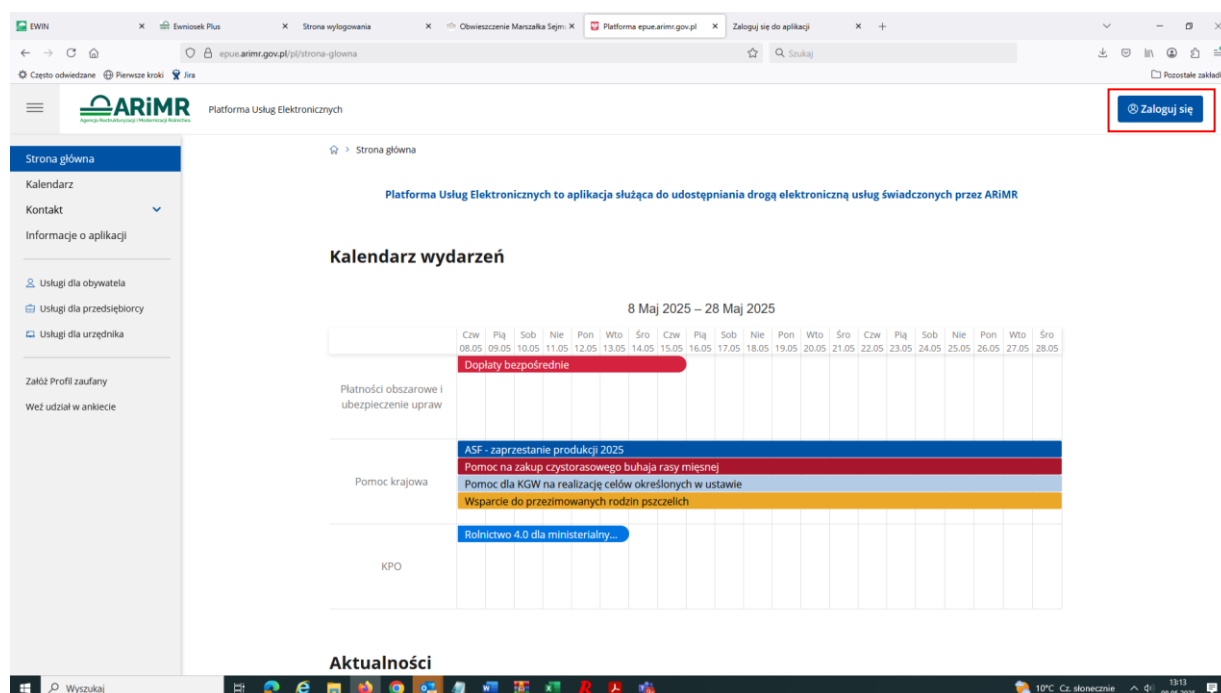 EWIN
Ewniosek Plus
Strona wylogowania
Obwieszczenie Marszałka Sejm
Platforma epue.arimr.gov.pl
Zaloguj się do aplikacji
epue.arimr.gov.pl/pl/strona-glowna
Szukaj
Często odwiedzane
Pierwsze kroki
Jira
Pozostałe zakład
ARiMR
Agencja Restrukturyzacji i Modernizacji Rolnictwa
Platforma Usług Elektronicznych
Zaloguj się
Strona główna
Kalendarz
Kontakt
Informacje o aplikacji
Usługi dla obywatela
Usługi dla przedsiębiorcy
Usługi dla urzędnika
Załóż Profil zaufany
Weź udział w ankiecie
Strona główna
Platforma Usług Elektronicznych to aplikacja służąca do udostępniania drogą elektroniczną usług świadczonych przez ARiMR
Kalendarz wydarzeń
8 Maj 2025 – 28 Maj 2025
Czw Pią Sob Nie Pon Wto Śro Czw Pią Sob Nie Pon Wto Śro Czw Pią Sob Nie Pon Wto Śro
08.05 09.05 10.05 11.05 12.05 13.05 14.05 15.05 16.05 17.05 18.05 19.05 20.05 21.05 22.05 23.05 24.05 25.05 26.05 27.05 28.05
Płatności obszarowe i
ubezpieczenie upraw
Dopłaty bezpośrednie
Pomoc krajowa
ASF - zaprzestanie produkcji 2025
Pomoc na zakup czystorasowego buhaja rasy mięsnej
Pomoc dla KGW na realizację celów określonych w ustawie
Wsparcie do przezimowanych rodzin pszczelich
KPO
Rolnictwo 4.0 dla ministerialny...
Aktualności
Wyszukaj
10°C Cz. słonecznie
13:13